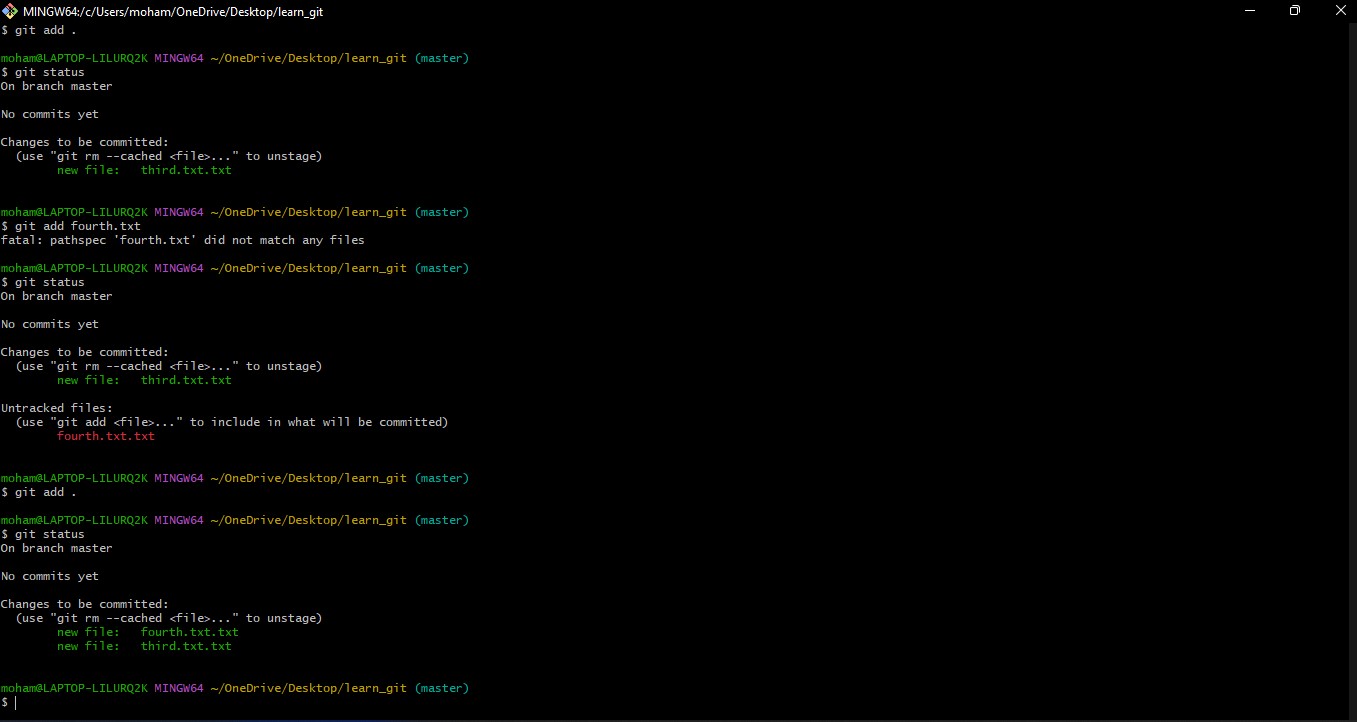 MINGW64:/c/Users/moham/OneDrive/Desktop/learn_git
$ git add .
moham@LAPTOP-LILURQ2K MINGW64 ~/OneDrive/Desktop/learn_git (master)
$ git status
On branch master
No commits yet
Changes to be committed:
  (use "git rm --cached <file>..." to unstage)
        new file:   third.txt.txt
moham@LAPTOP-LILURQ2K MINGW64 ~/OneDrive/Desktop/learn_git (master)
$ git add fourth.txt
fatal: pathspec 'fourth.txt' did not match any files
moham@LAPTOP-LILURQ2K MINGW64 ~/OneDrive/Desktop/learn_git (master)
$ git status
On branch master
No commits yet
Changes to be committed:
  (use "git rm --cached <file>..." to unstage)
        new file:   third.txt.txt
Untracked files:
  (use "git add <file>..." to include in what will be committed)
        fourth.txt.txt
moham@LAPTOP-LILURQ2K MINGW64 ~/OneDrive/Desktop/learn_git (master)
$ git add .
moham@LAPTOP-LILURQ2K MINGW64 ~/OneDrive/Desktop/learn_git (master)
$ git status
On branch master
No commits yet
Changes to be committed:
  (use "git rm --cached <file>..." to unstage)
        new file:   fourth.txt.txt
        new file:   third.txt.txt
moham@LAPTOP-LILURQ2K MINGW64 ~/OneDrive/Desktop/learn_git (master)
$